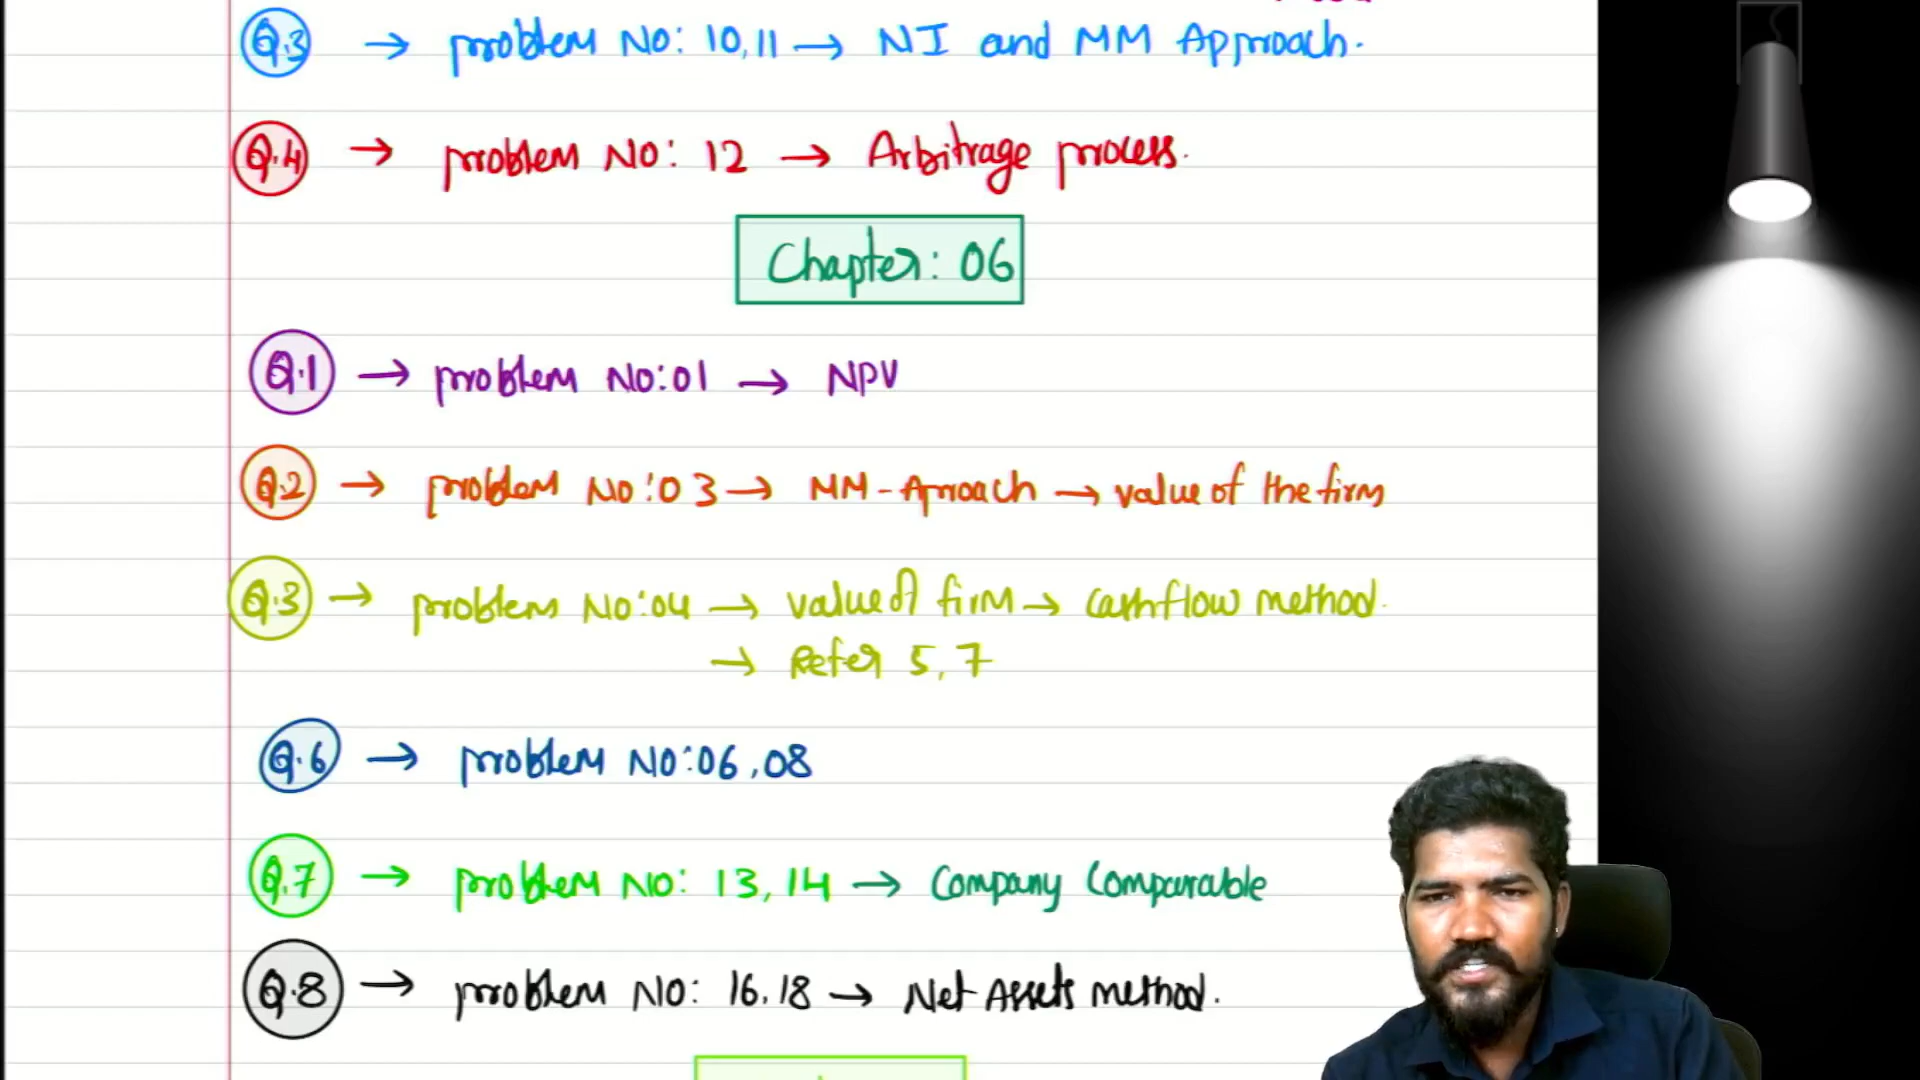 Q.3 → problem No: 10,11 → NI and MM Approach.
Q.4 → problem No: 12 → Arbitrage process.
Chapter: 06
Q.1 → problem No:01 → NPV
Q.2 → problem No:03 → MM-Aproach → value of the firm
Q.3 → problem No:04 → value of firm → cashflow method.
→ Refer 5,7
Q.6 → problem No:06,08
Q.7 → problem No: 13,14 → Company Comparable
Q.8 → problem No: 16,18 → Net Assets method.